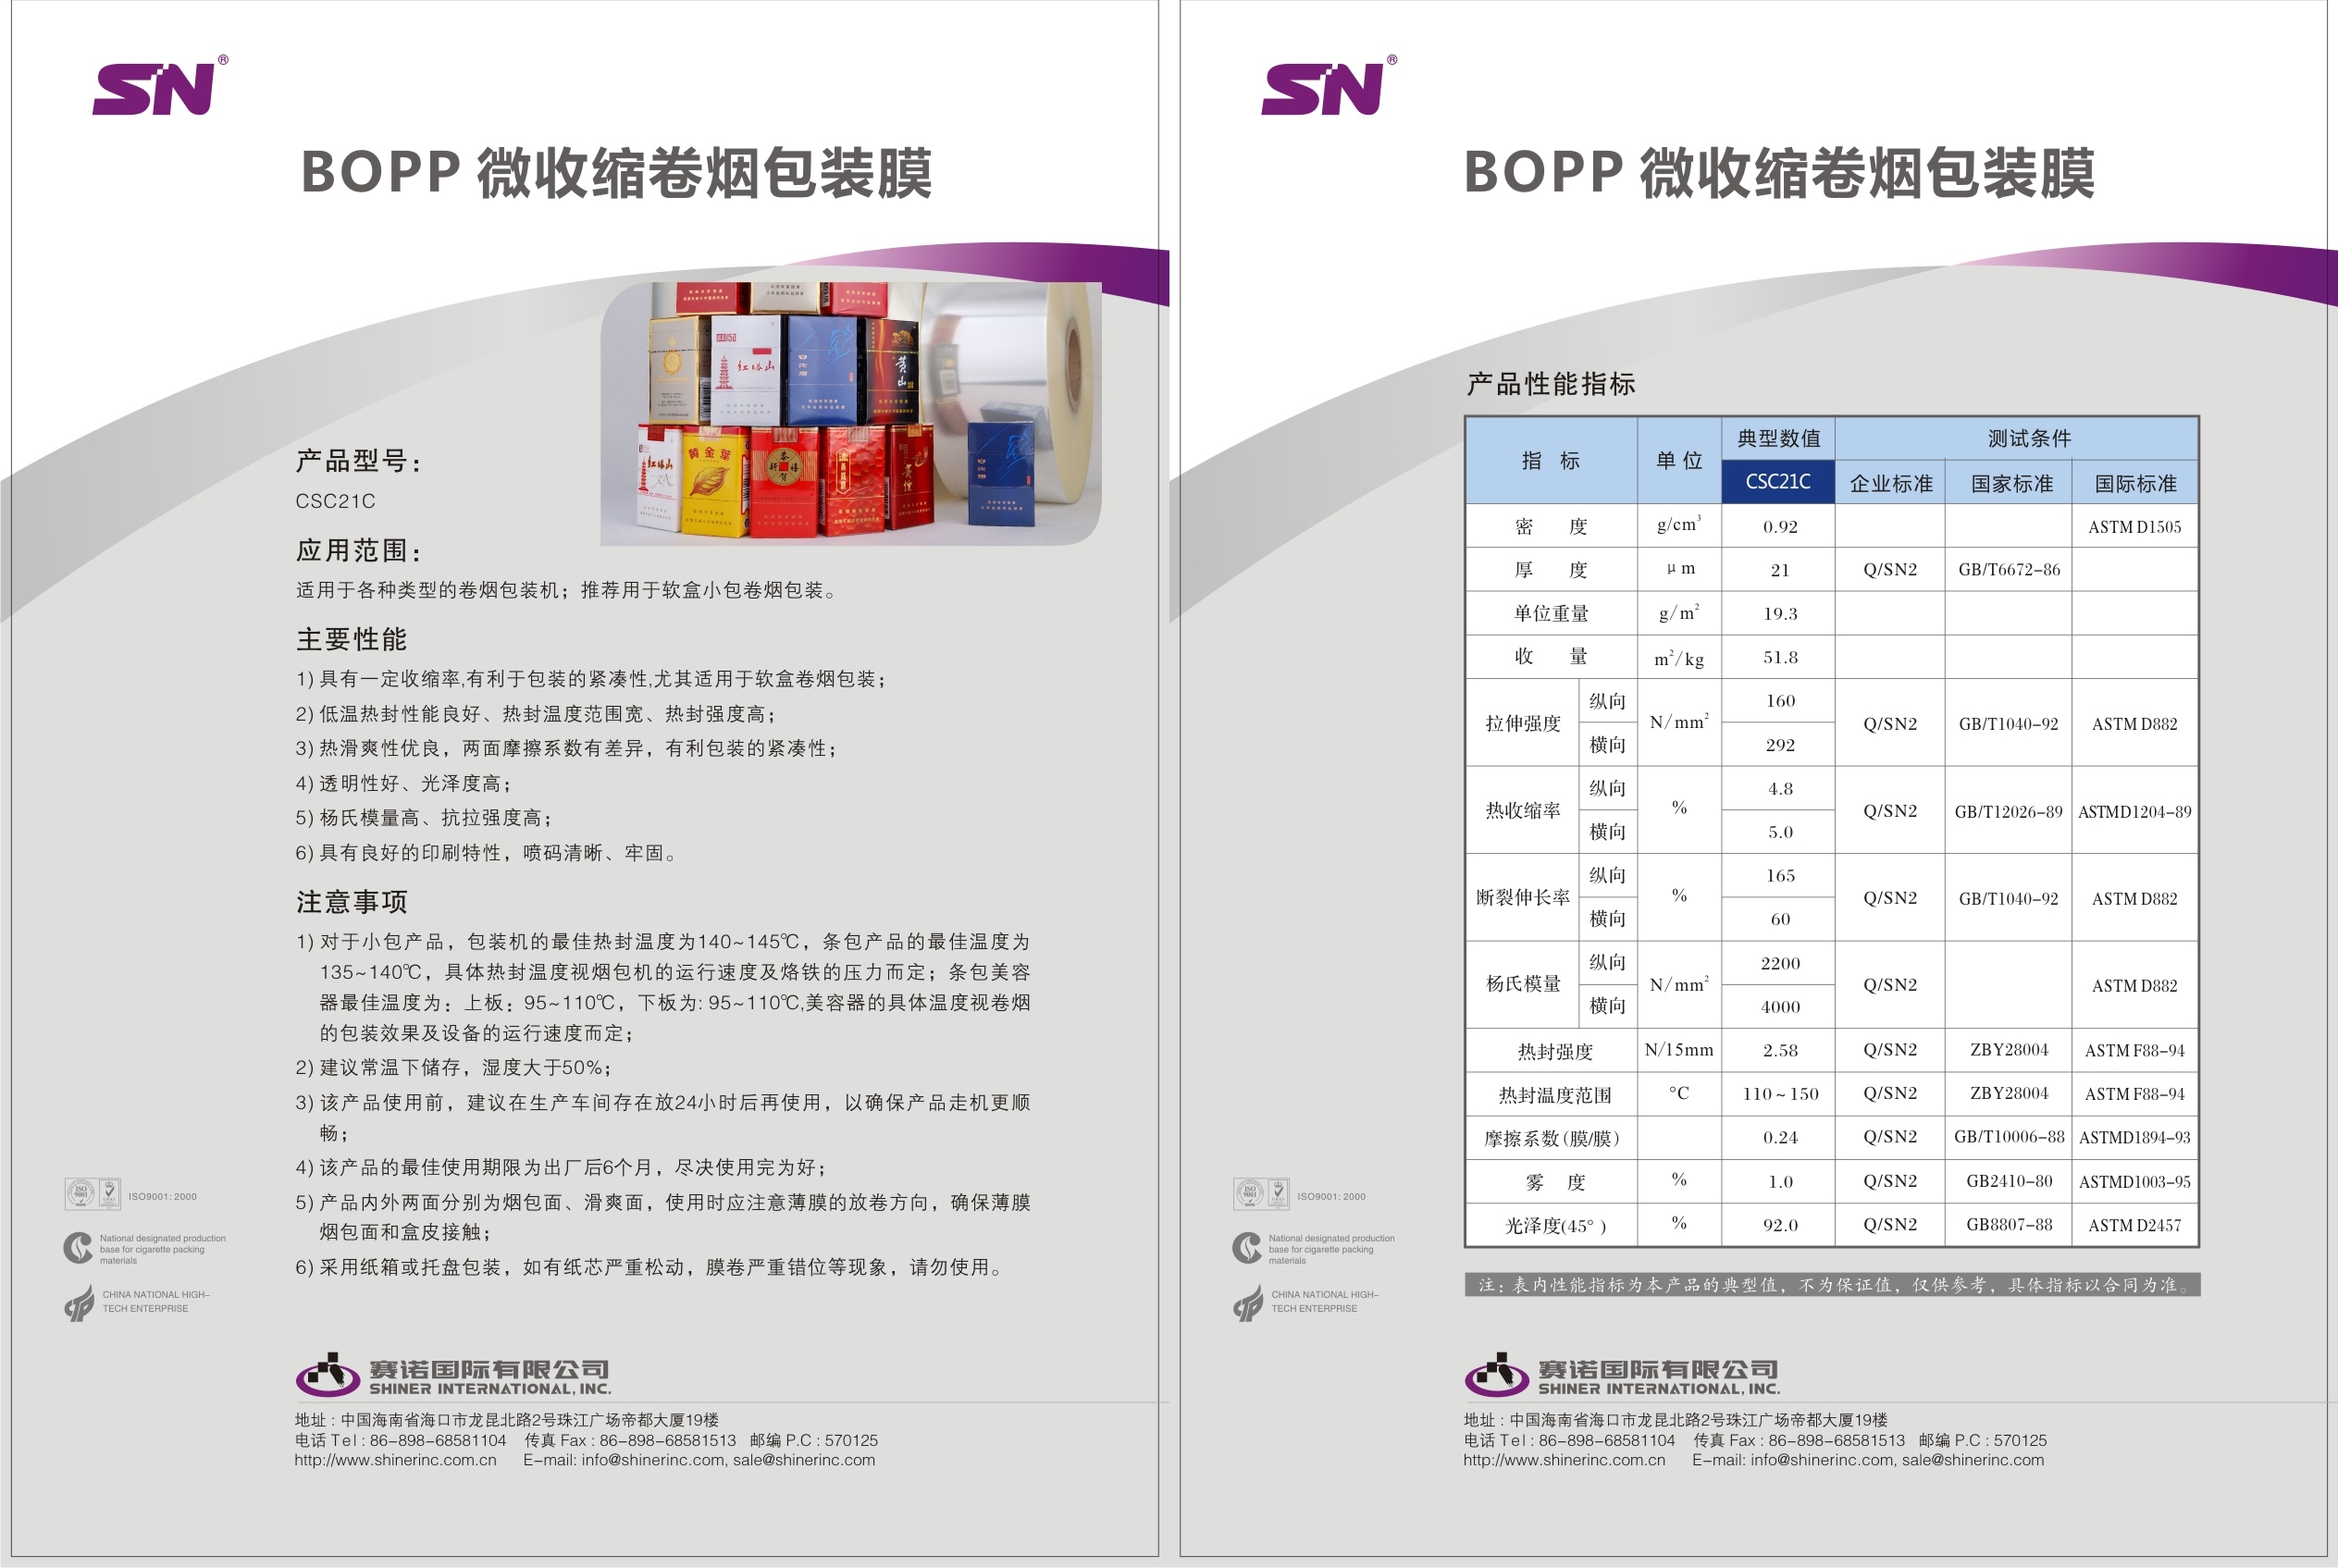 SN®
BOPP 微收缩卷烟包装膜
产品型号：
CSC21C
应用范围：
适用于各种类型的卷烟包装机；推荐用于软盒小包卷烟包装。
主要性能
1) 具有一定收缩率,有利于包装的紧凑性,尤其适用于软盒卷烟包装；
2) 低温热封性能良好、热封温度范围宽、热封强度高；
3) 热滑爽性优良，两面摩擦系数有差异，有利包装的紧凑性；
4) 透明性好、光泽度高；
5) 杨氏模量高、抗拉强度高；
6) 具有良好的印刷特性，喷码清晰、牢固。
注意事项
1) 对于小包产品，包装机的最佳热封温度为140~145℃，条包产品的最佳温度为
135~140℃，具体热封温度视烟包机的运行速度及烙铁的压力而定；条包美容
器最佳温度为：上板：95~110℃，下板为: 95~110℃,美容器的具体温度视卷烟
的包装效果及设备的运行速度而定；
2) 建议常温下储存，湿度大于50%；
3) 该产品使用前，建议在生产车间存在放24小时后再使用，以确保产品走机更顺
畅；
4) 该产品的最佳使用期限为出厂后6个月，尽决使用完为好；
5) 产品内外两面分别为烟包面、滑爽面，使用时应注意薄膜的放卷方向，确保薄膜
烟包面和盒皮接触；
6) 采用纸箱或托盘包装，如有纸芯严重松动，膜卷严重错位等现象，请勿使用。
红塔山
黄山
红塔山
黄金葉
ISO 9001
ISO9001: 2000
National designated production
base for cigarette packing
materials
CHINA NATIONAL HIGH-
TECH ENTERPRISE
赛诺国际有限公司
SHINER INTERNATIONAL, INC.
地址 : 中国海南省海口市龙昆北路2号珠江广场帝都大厦19楼
电话 Tel : 86-898-68581104 传真 Fax : 86-898-68581513 邮编 P.C : 570125
http://www.shinerinc.com.cn E-mail: info@shinerinc.com, sale@shinerinc.com
SN®
BOPP 微收缩卷烟包装膜
产品性能指标
指 标 单 位 典型数值 测试条件
CSC21C 企业标准 国家标准 国际标准
密 度 g/cm³ 0.92 ASTM D1505
厚 度 μm 21 Q/SN2 GB/T6672-86
单位重量 g/m² 19.3
收 量 m²/kg 51.8
拉伸强度 纵向 N/mm² 160 Q/SN2 GB/T1040-92 ASTM D882
横向 292
热收缩率 纵向 % 4.8 Q/SN2 GB/T12026-89 ASTMD1204-89
横向 5.0
断裂伸长率 纵向 % 165 Q/SN2 GB/T1040-92 ASTM D882
横向 60
杨氏模量 纵向 N/mm² 2200 Q/SN2 ASTM D882
横向 4000
热封强度 N/15mm 2.58 Q/SN2 ZBY28004 ASTM F88-94
热封温度范围 °C 110~150 Q/SN2 ZBY28004 ASTM F88-94
摩擦系数(膜/膜) 0.24 Q/SN2 GB/T10006-88 ASTMD1894-93
雾 度 % 1.0 Q/SN2 GB2410-80 ASTMD1003-95
光泽度(45° ) % 92.0 Q/SN2 GB8807-88 ASTM D2457
注：表内性能指标为本产品的典型值，不为保证值，仅供参考，具体指标以合同为准。
ISO 9001
ISO9001: 2000
National designated production
base for cigarette packing
materials
CHINA NATIONAL HIGH-
TECH ENTERPRISE
赛诺国际有限公司
SHINER INTERNATIONAL, INC.
地址 : 中国海南省海口市龙昆北路2号珠江广场帝都大厦19楼
电话 Tel : 86-898-68581104 传真 Fax : 86-898-68581513 邮编 P.C : 570125
http://www.shinerinc.com.cn E-mail: info@shinerinc.com, sale@shinerinc.com